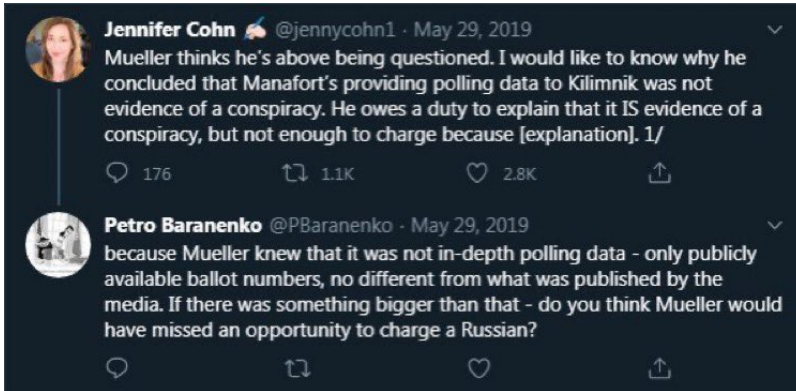 Jennifer Cohn ✍🏻 @jennycohn1 · May 29, 2019
Mueller thinks he's above being questioned. I would like to know why he
concluded that Manafort's providing polling data to Kilimnik was not
evidence of a conspiracy. He owes a duty to explain that it IS evidence of a
conspiracy, but not enough to charge because [explanation]. 1/
176 1.1K 2.8K
Petro Baranenko @PBaranenko · May 29, 2019
because Mueller knew that it was not in-depth polling data - only publicly
available ballot numbers, no different from what was published by the
media. If there was something bigger than that - do you think Mueller would
have missed an opportunity to charge a Russian?